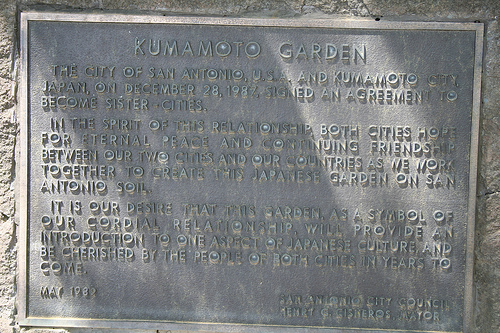 KUMAMOTO GARDEN
THE CITY OF SAN ANTONIO, U.S.A. AND KUMAMOTO CITY,
JAPAN, ON DECEMBER 28, 1987, SIGNED AN AGREEMENT TO
BECOME SISTER-CITIES.
IN THE SPIRIT OF THIS RELATIONSHIP, BOTH CITIES HOPE
FOR ETERNAL PEACE AND CONTINUING FRIENDSHIP
BETWEEN OUR TWO CITIES AND OUR COUNTRIES AS WE WORK
TOGETHER TO CREATE THIS JAPANESE GARDEN ON SAN
ANTONIO SOIL.
IT IS OUR DESIRE THAT THIS GARDEN, AS A SYMBOL OF
OUR CORDIAL RELATIONSHIP, WILL PROVIDE AN
INTRODUCTION TO ONE ASPECT OF JAPANESE CULTURE AND
BE CHERISHED BY THE PEOPLE OF BOTH CITIES IN YEARS TO
COME.
MAY 1989
SAN ANTONIO CITY COUNCIL
HENRY G. CISNEROS, MAYOR